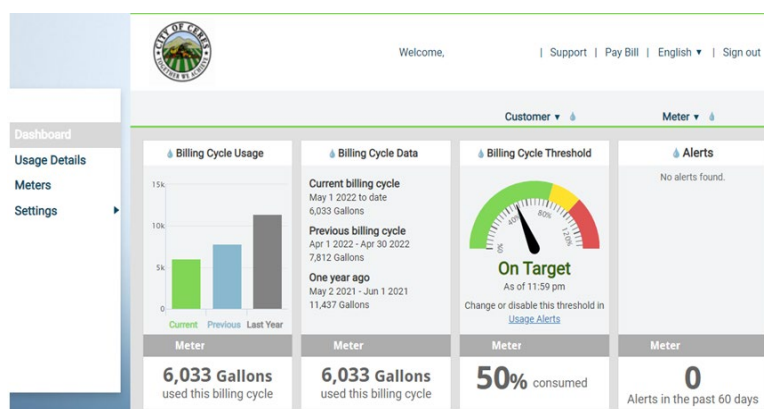 CITY OF CERES
TOGETHER WE ACHIEVE
Welcome, | Support | Pay Bill | English ▾ | Sign out
Customer ▾ Meter ▾
Dashboard
Usage Details
Meters
Settings
Billing Cycle Usage
15k
10k
5k
0
Current Previous Last Year
Meter
6,033 Gallons
used this billing cycle
Billing Cycle Data
Current billing cycle
May 1 2022 to date
6,033 Gallons
Previous billing cycle
Apr 1 2022 - Apr 30 2022
7,812 Gallons
One year ago
May 2 2021 - Jun 1 2021
11,437 Gallons
Meter
6,033 Gallons
used this billing cycle
Billing Cycle Threshold
0%
40%
80%
120%
On Target
As of 11:59 pm
Change or disable this threshold in
Usage Alerts
Meter
50% consumed
Alerts
No alerts found.
Meter
0
Alerts in the past 60 days